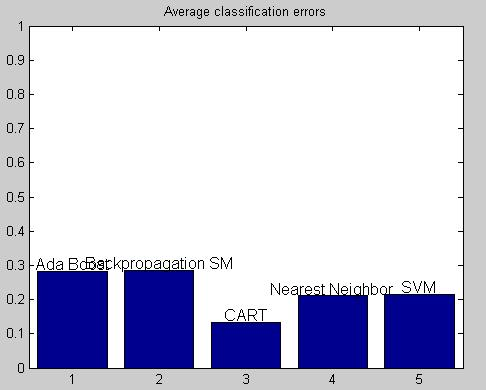 Average classification errors
1
0.9
0.8
0.7
0.6
0.5
0.4
0.3
0.2
0.1
0
Ada Boost
Backpropagation SM
CART
Nearest Neighbor
SVM
1 2 3 4 5